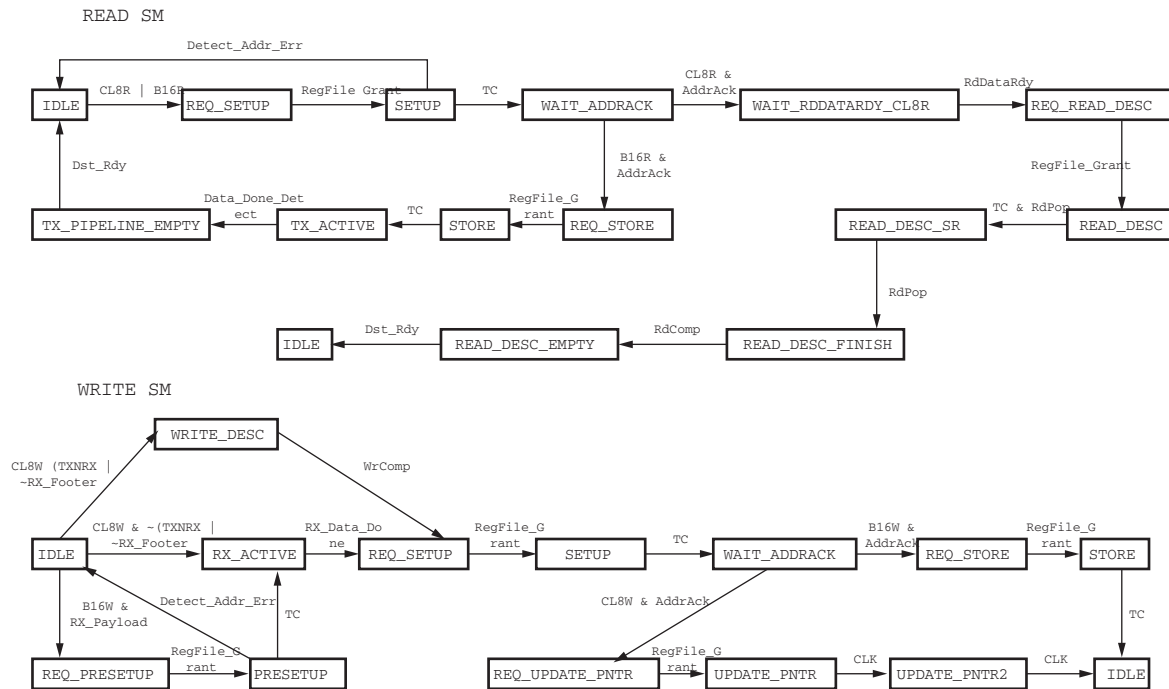 READ SM
Detect_Addr_Err
CL8R | B16R
RegFile Grant
TC
CL8R &
AddrAck
RdDataRdy
IDLE
REQ_SETUP
SETUP
WAIT_ADDRACK
WAIT_RDDATARDY_CL8R
REQ_READ_DESC
Dst_Rdy
B16R &
AddrAck
RegFile_Grant
Data_Done_Det
ect
TC
RegFile_G
rant
TC & RdPop
TX_PIPELINE_EMPTY
TX_ACTIVE
STORE
REQ_STORE
READ_DESC_SR
READ_DESC
RdPop
Dst_Rdy
RdComp
IDLE
READ_DESC_EMPTY
READ_DESC_FINISH
WRITE SM
WRITE_DESC
CL8W (TXNRX |
~RX_Footer
WrComp
CL8W & ~(TXNRX |
~RX_Footer
RX_Data_Do
ne
RegFile_G
rant
TC
B16W &
AddrAck
RegFile_G
rant
IDLE
RX_ACTIVE
REQ_SETUP
SETUP
WAIT_ADDRACK
REQ_STORE
STORE
B16W &
RX_Payload
Detect_Addr_Err
TC
CL8W & AddrAck
TC
RegFile_G
rant
RegFile_G
rant
CLK
CLK
REQ_PRESETUP
PRESETUP
REQ_UPDATE_PNTR
UPDATE_PNTR
UPDATE_PNTR2
IDLE